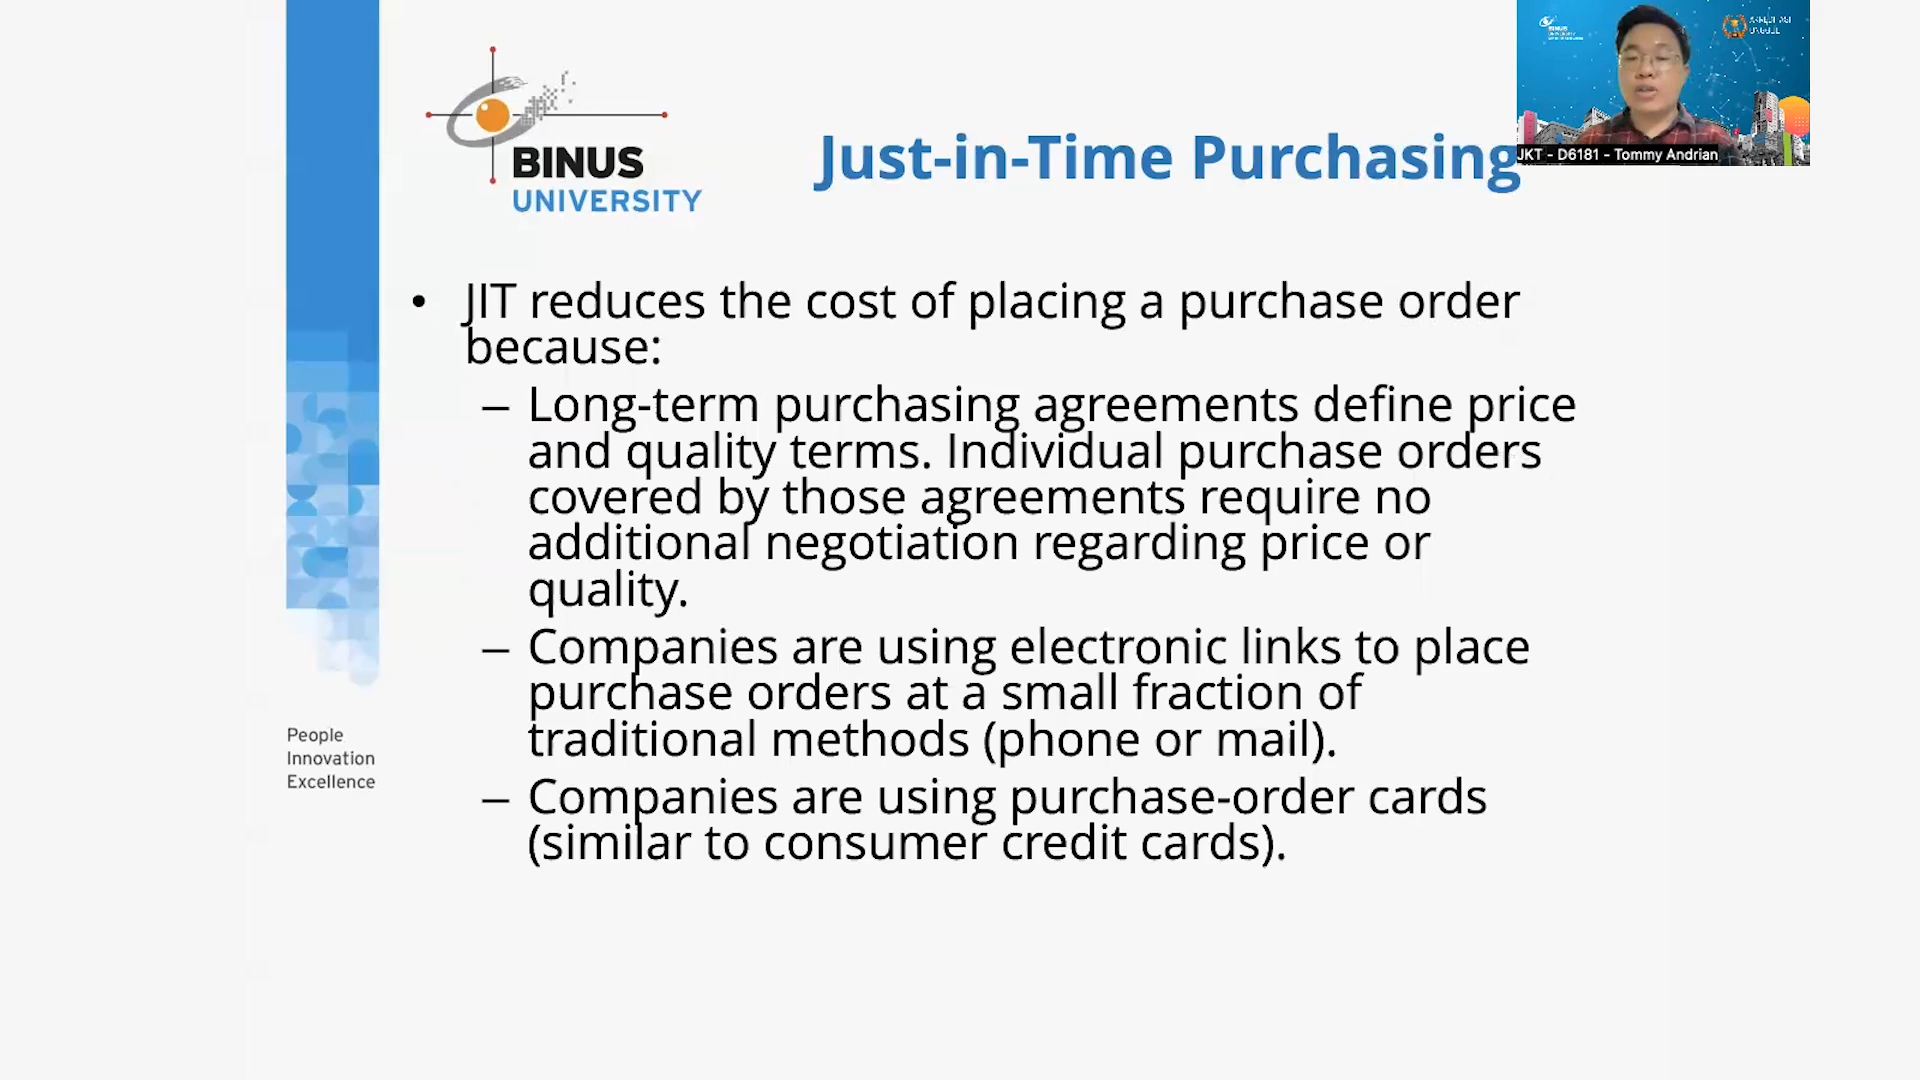 BINUS
UNIVERSITY
Just-in-Time Purchasing
JKT - D6181 - Tommy Andrian
• JIT reduces the cost of placing a purchase order
because:
– Long-term purchasing agreements define price
and quality terms. Individual purchase orders
covered by those agreements require no
additional negotiation regarding price or
quality.
– Companies are using electronic links to place
purchase orders at a small fraction of
traditional methods (phone or mail).
– Companies are using purchase-order cards
(similar to consumer credit cards).
People
Innovation
Excellence